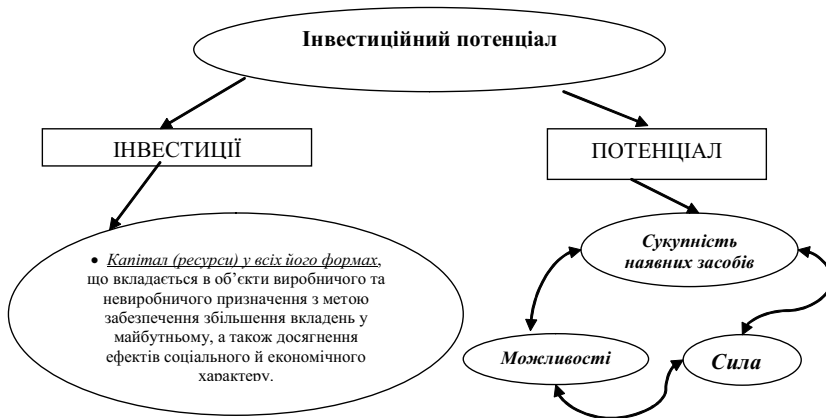 Інвестиційний потенціал
ІНВЕСТИЦІЇ
ПОТЕНЦІАЛ
• Капітал (ресурси) у всіх його формах,
що вкладається в об’єкти виробничого та
невиробничого призначення з метою
забезпечення збільшення вкладень у
майбутньому, а також досягнення
ефектів соціального й економічного
характеру.
Сукупність
наявних засобів
Можливості
Сила